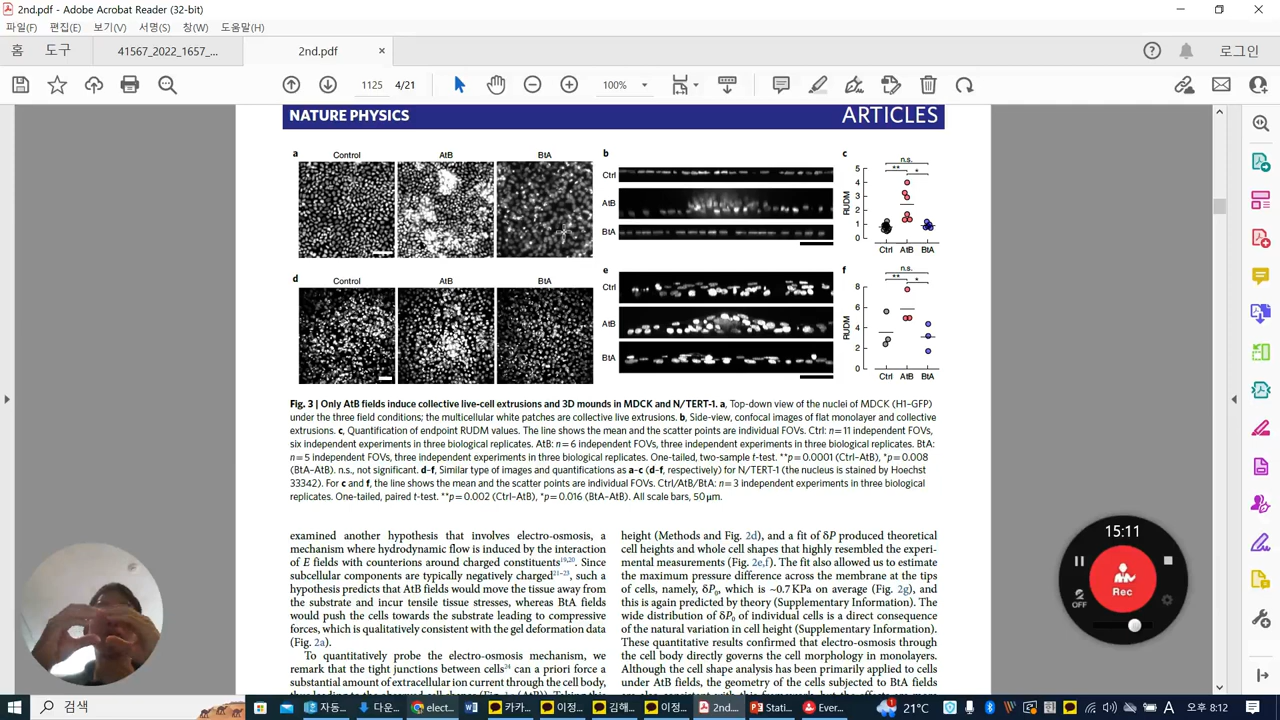 2nd.pdf - Adobe Acrobat Reader (32-bit)
파일(F) 편집(E) 보기(V) 서명(S) 창(W) 도움말(H)
홈 도구 41567_2022_1657_... 2nd.pdf × 로그인
1125 4/21 100%
NATURE PHYSICS ARTICLES
a Control AtB BtA
b Ctrl AtB BtA
c n.s. ** *
RUDM 5 4 3 2 1 0
Ctrl AtB BtA
d Control AtB BtA
e Ctrl AtB BtA
f n.s. ** *
RUDM 8 6 4 2 0
Ctrl AtB BtA
Fig. 3 | Only AtB fields induce collective live-cell extrusions and 3D mounds in MDCK and N/TERT-1. a, Top-down view of the nuclei of MDCK (H1-GFP)
under the three field conditions; the multicellular white patches are collective live extrusions. b, Side-view, confocal images of flat monolayer and collective
extrusions. c, Quantification of endpoint RUDM values. The line shows the mean and the scatter points are individual FOVs. Ctrl: n = 11 independent FOVs,
six independent experiments in three biological replicates. AtB: n = 6 independent FOVs, three independent experiments in three biological replicates. BtA:
n = 5 independent FOVs, three independent experiments in three biological replicates. One-tailed, two-sample t-test. **p = 0.0001 (Ctrl–AtB), *p = 0.008
(BtA–AtB). n.s., not significant. d–f, Similar type of images and quantifications as a–c (d–f, respectively) for N/TERT-1 (the nucleus is stained by Hoechst
33342). For c and f, the line shows the mean and the scatter points are individual FOVs. Ctrl/AtB/BtA: n = 3 independent experiments in three biological
replicates. One-tailed, paired t-test. **p = 0.002 (Ctrl–AtB), *p = 0.016 (BtA–AtB). All scale bars, 50 μm.
examined another hypothesis that involves electro-osmosis, a
mechanism where hydrodynamic flow is induced by the interaction
of E fields with counterions around charged constituents19,20. Since
subcellular components are typically negatively charged21–23, such a
hypothesis predicts that AtB fields would move the tissue away from
the substrate and incur tensile tissue stresses, whereas BtA fields
would push the cells towards the substrate leading to compressive
forces, which is qualitatively consistent with the gel deformation data
(Fig. 2a).
To quantitatively probe the electro-osmosis mechanism, we
remark that the tight junctions between cells24 can a priori force a
substantial amount of extracellular ion current through the cell body,
height (Methods and Fig. 2d), and a fit of δP produced theoretical
cell heights and whole cell shapes that highly resembled the experi-
mental measurements (Fig. 2e,f). The fit also allowed us to estimate
the maximum pressure difference across the membrane at the tips
of cells, namely, δP0, which is ~0.7 KPa on average (Fig. 2g), and
this is again predicted by theory (Supplementary Information). The
wide distribution of δP0 of individual cells is a direct consequence
of the natural variation in cell height (Supplementary Information).
These quantitative results confirmed that electro-osmosis through
the cell body directly governs the cell morphology in monolayers.
Although the cell shape analysis has been primarily applied to cells
under AtB fields, the geometry of the cells subjected to BtA fields
15:11
Rec
OFF
검색 자동... 다운... elect... 카카... 이정... 김해... 이정... 2nd... Stati... Ever... 21°C A 오후 8:12